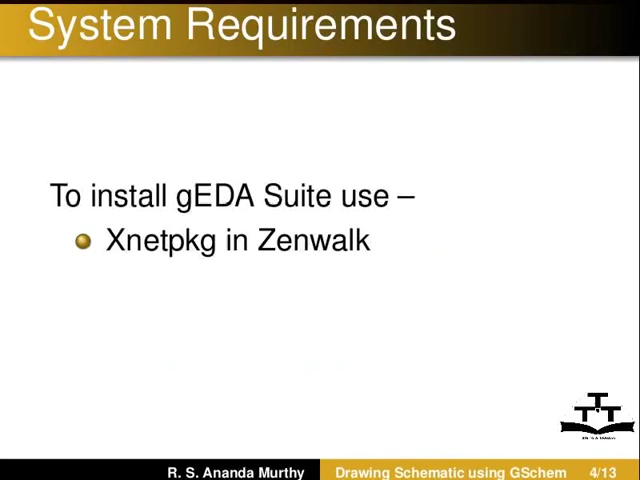 System Requirements
To install gEDA Suite use –
Xnetpkg in Zenwalk
T
T T
R. S. Ananda Murthy Drawing Schematic using GSchem 4/13